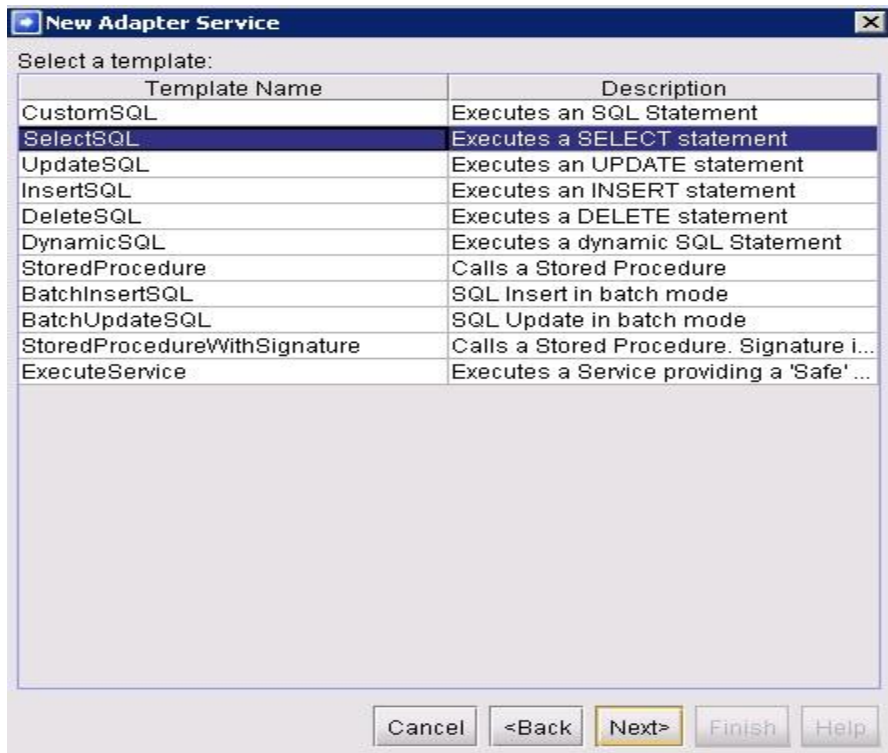 New Adapter Service
Select a template:
Template Name Description
CustomSQL Executes an SQL Statement
SelectSQL Executes a SELECT statement
UpdateSQL Executes an UPDATE statement
InsertSQL Executes an INSERT statement
DeleteSQL Executes a DELETE statement
DynamicSQL Executes a dynamic SQL Statement
StoredProcedure Calls a Stored Procedure
BatchInsertSQL SQL Insert in batch mode
BatchUpdateSQL SQL Update in batch mode
StoredProcedureWithSignature Calls a Stored Procedure. Signature i...
ExecuteService Executes a Service providing a 'Safe' ...
Cancel <Back Next> Finish Help